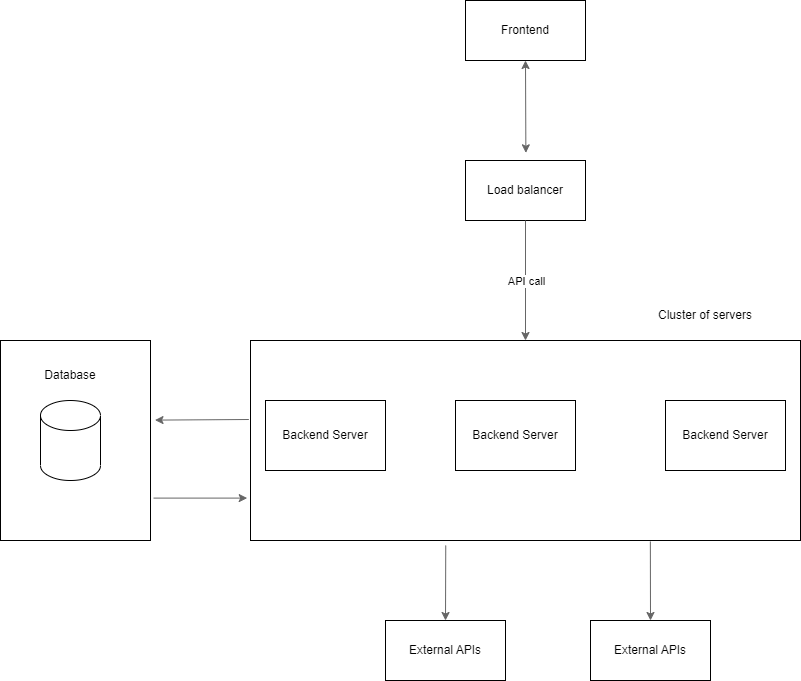 Frontend
Load balancer
API call
Cluster of servers
Database
Backend Server
Backend Server
Backend Server
External APIs
External APIs